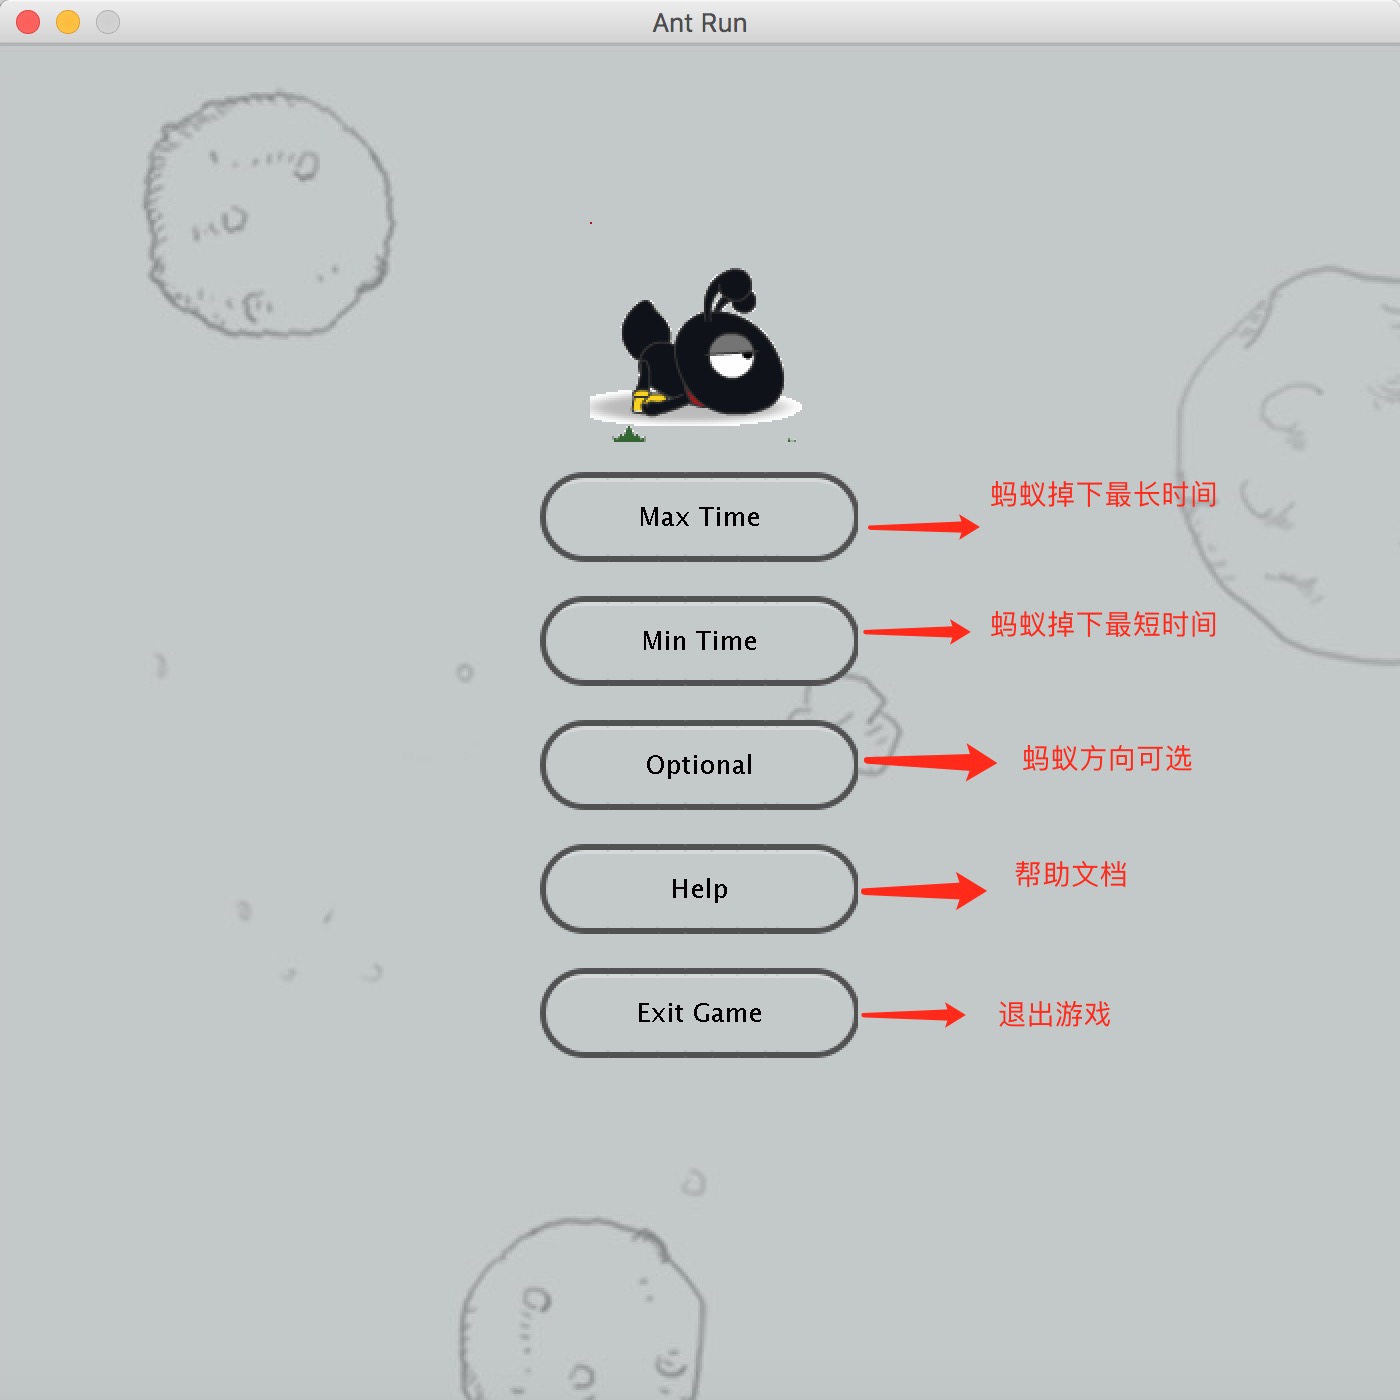 Ant Run
Max Time
蚂蚁掉下最长时间
Min Time
蚂蚁掉下最短时间
Optional
蚂蚁方向可选
Help
帮助文档
Exit Game
退出游戏